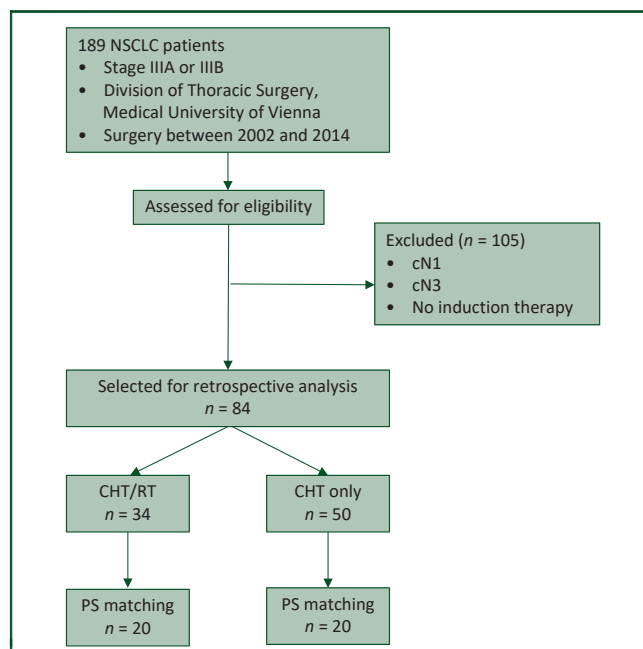 189 NSCLC patients
• Stage IIIA or IIIB
• Division of Thoracic Surgery,
Medical University of Vienna
• Surgery between 2002 and 2014
Assessed for eligibility
Excluded (n = 105)
• cN1
• cN3
• No induction therapy
Selected for retrospective analysis
n = 84
CHT/RT
n = 34
CHT only
n = 50
PS matching
n = 20
PS matching
n = 20